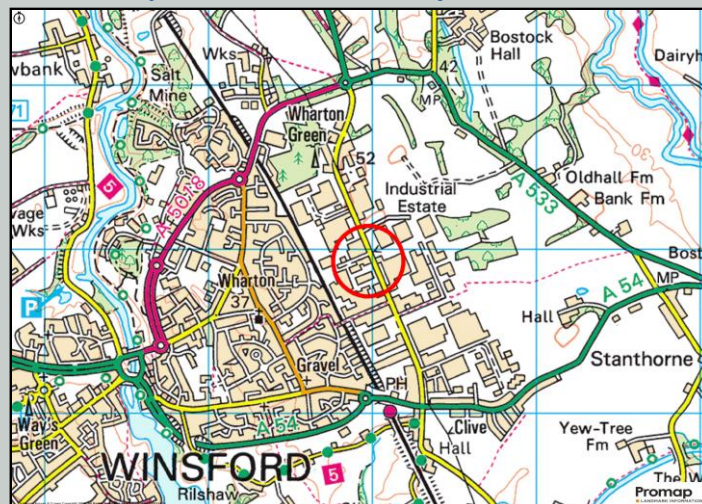 Bostock
Hall
Wks
wbank
Salt
Mine
42
MP
Dairyh
71
Wharton
Green
52
5
A 5018
Industrial
Estate
Oldhall Fm
Bank Fm
A 533
vage
Wks
Wharton
37
Bost
MP
A 54
P
Hall
Stanthorne
Gravel
PH
Way's
Green
A 54
Clive
Hall
Yew-Tree
Fm
WINSFORD
5
Rilshaw
The W
Promap